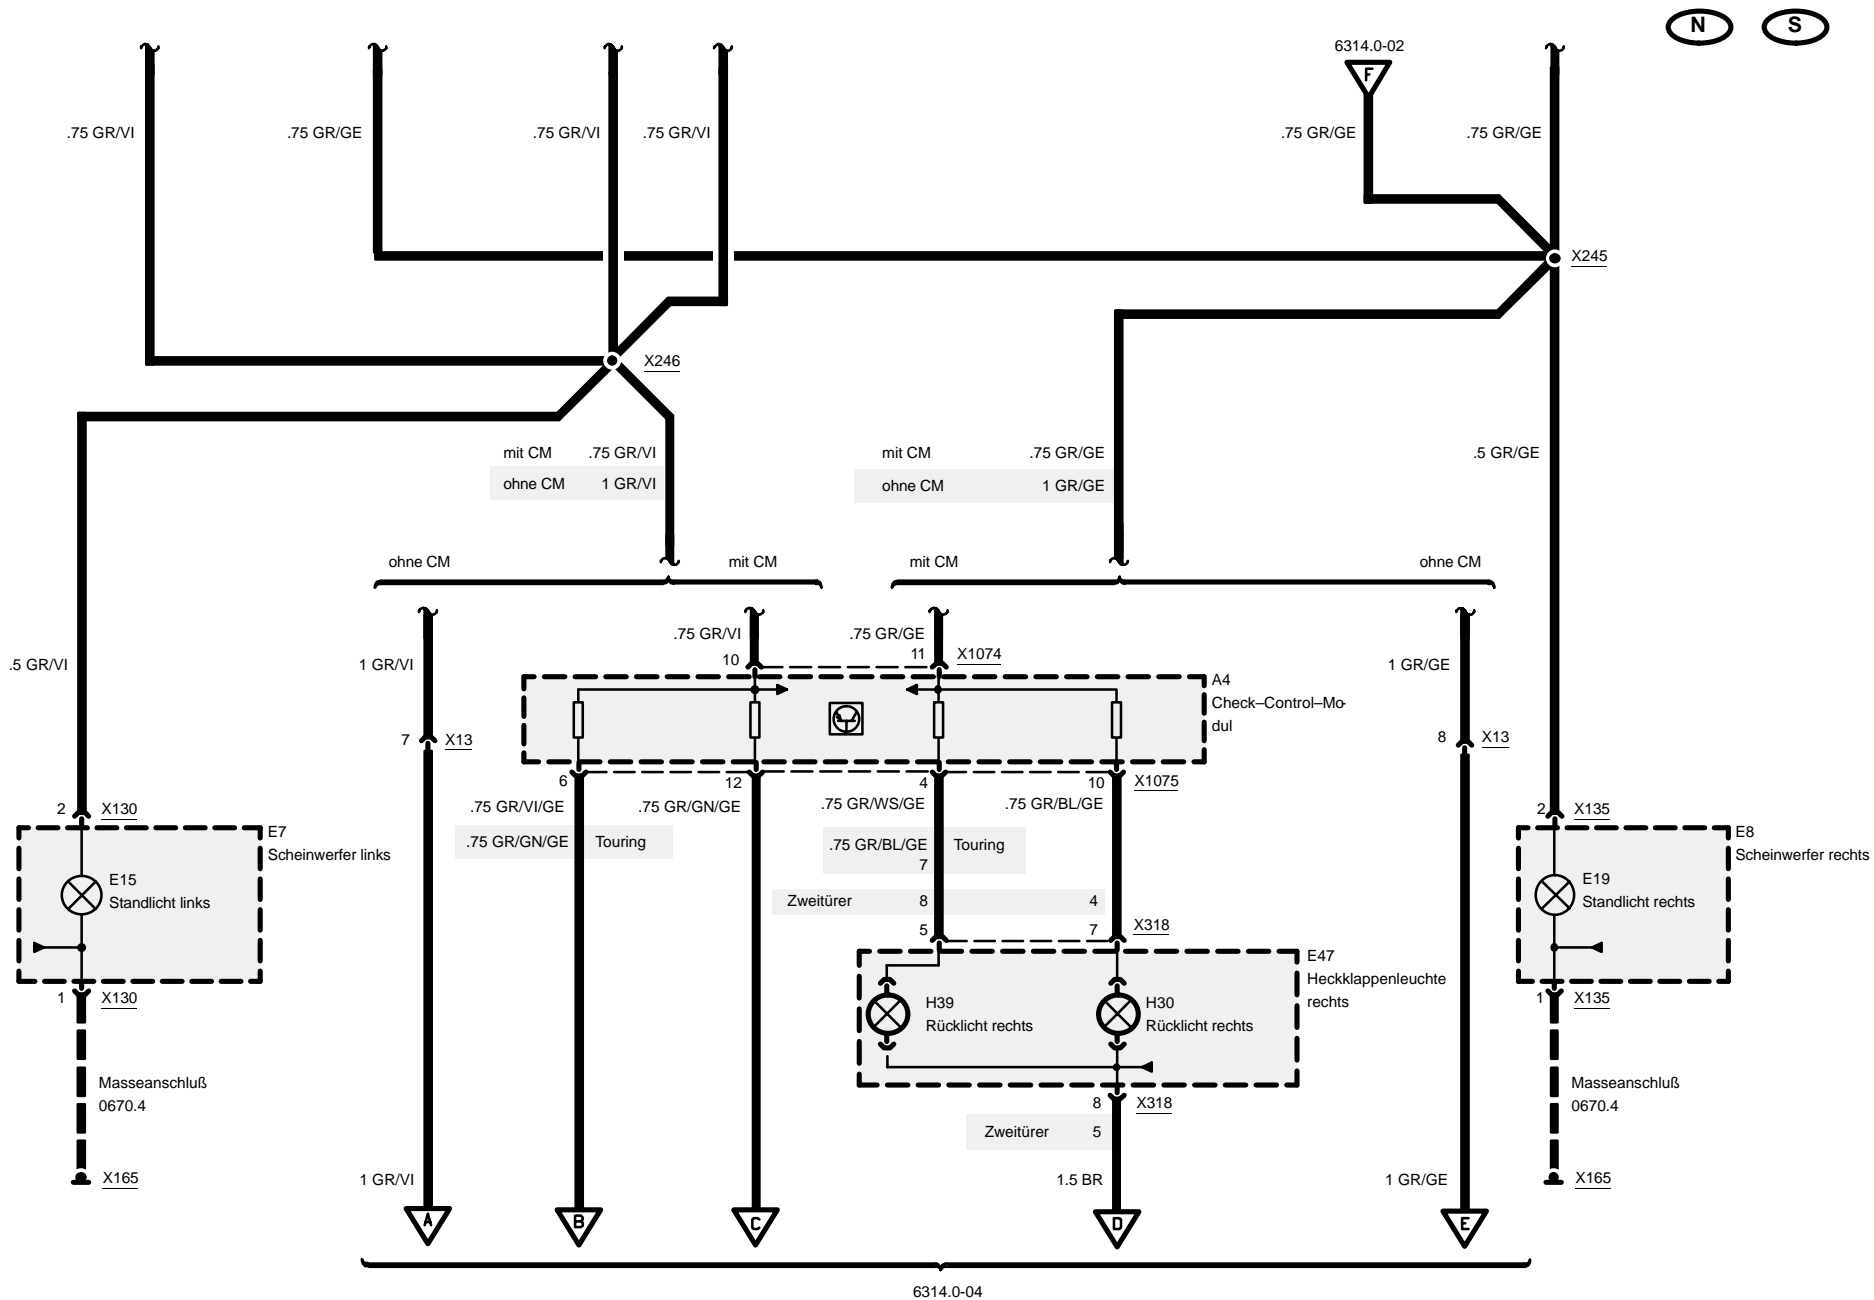 N S
6314.0-02
F
.75 GR/VI .75 GR/GE .75 GR/VI .75 GR/VI .75 GR/GE .75 GR/GE
X245
X246
mit CM .75 GR/VI mit CM .75 GR/GE .5 GR/GE
ohne CM 1 GR/VI ohne CM 1 GR/GE
ohne CM mit CM mit CM ohne CM
.75 GR/VI .75 GR/GE
10 11 X1074
.5 GR/VI 1 GR/VI 1 GR/GE
A4
Check–Control–Mo-
dul
7 X13 8 X13
6 12 4 10 X1075
.75 GR/VI/GE .75 GR/GN/GE .75 GR/WS/GE .75 GR/BL/GE
2 X130 2 X135
E7 E8
.75 GR/GN/GE Touring .75 GR/BL/GE Touring
Scheinwerfer links Scheinwerfer rechts
7
E15 E19
Standlicht links Zweitürer 8 4 Standlicht rechts
5 7 X318
E47
Heckklappenleuchte
rechts
1 X130 1 X135
H39 H30
Rücklicht rechts Rücklicht rechts
Masseanschluß Masseanschluß
0670.4 0670.4
8 X318
Zweitürer 5
X165 1 GR/VI 1.5 BR 1 GR/GE X165
A B C D E
6314.0-04